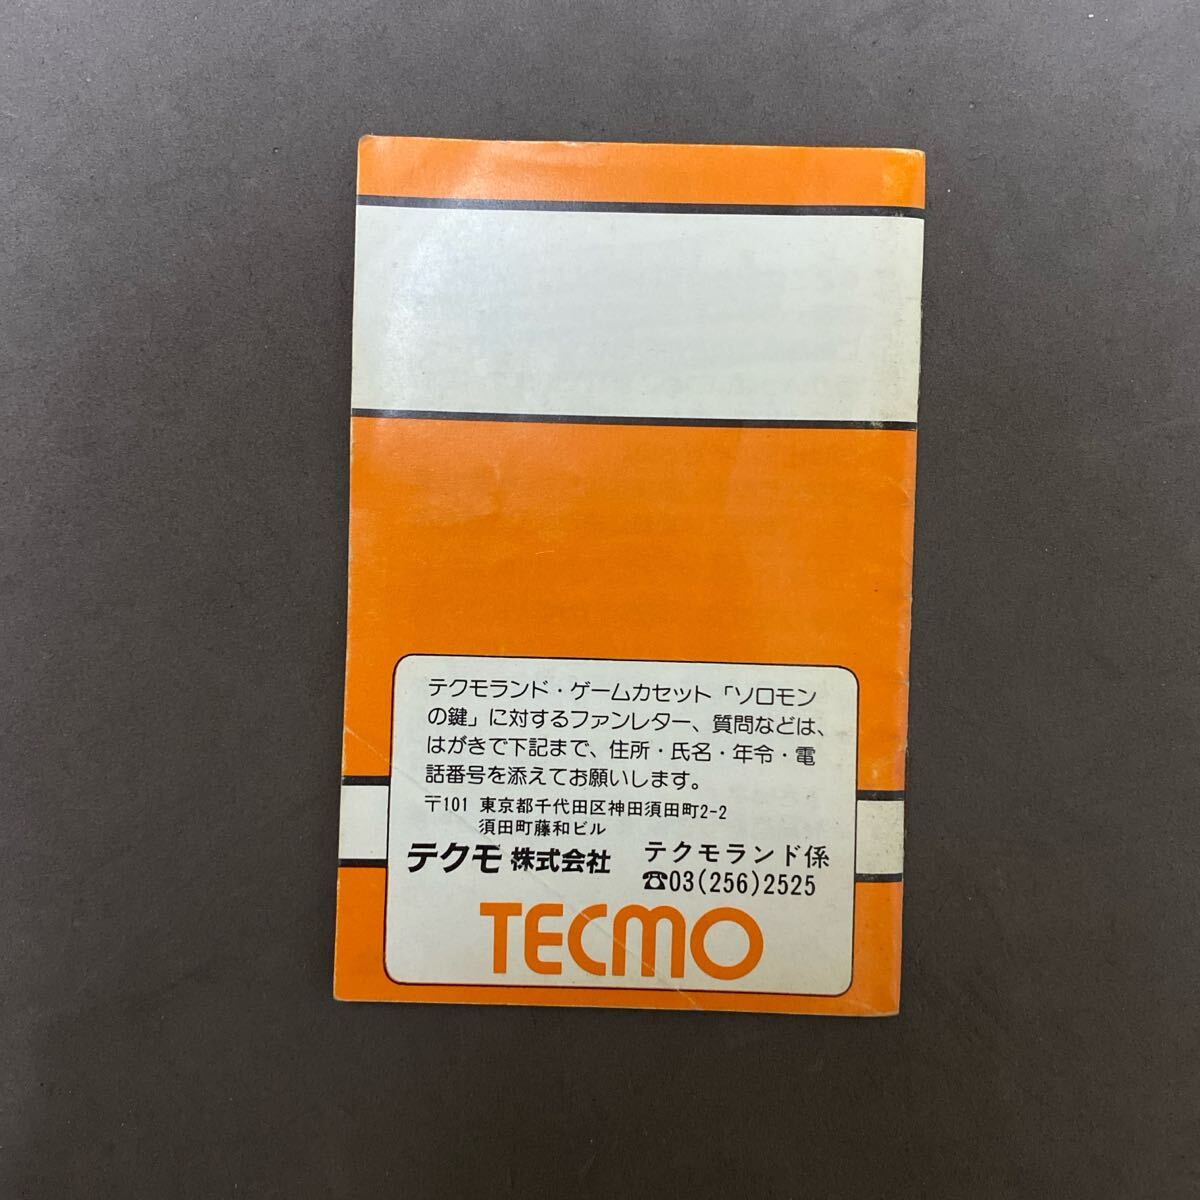 テクモランド・ゲームカセット「ソロモン
の鍵」に対するファンレター、質問などは、
はがきで下記まで、住所・氏名・年令・電
話番号を添えてお願いします。
〒101 東京都千代田区神田須田町2-2
須田町藤和ビル
テクモ 株式会社 テクモランド係
☎03(256)2525
TECMO